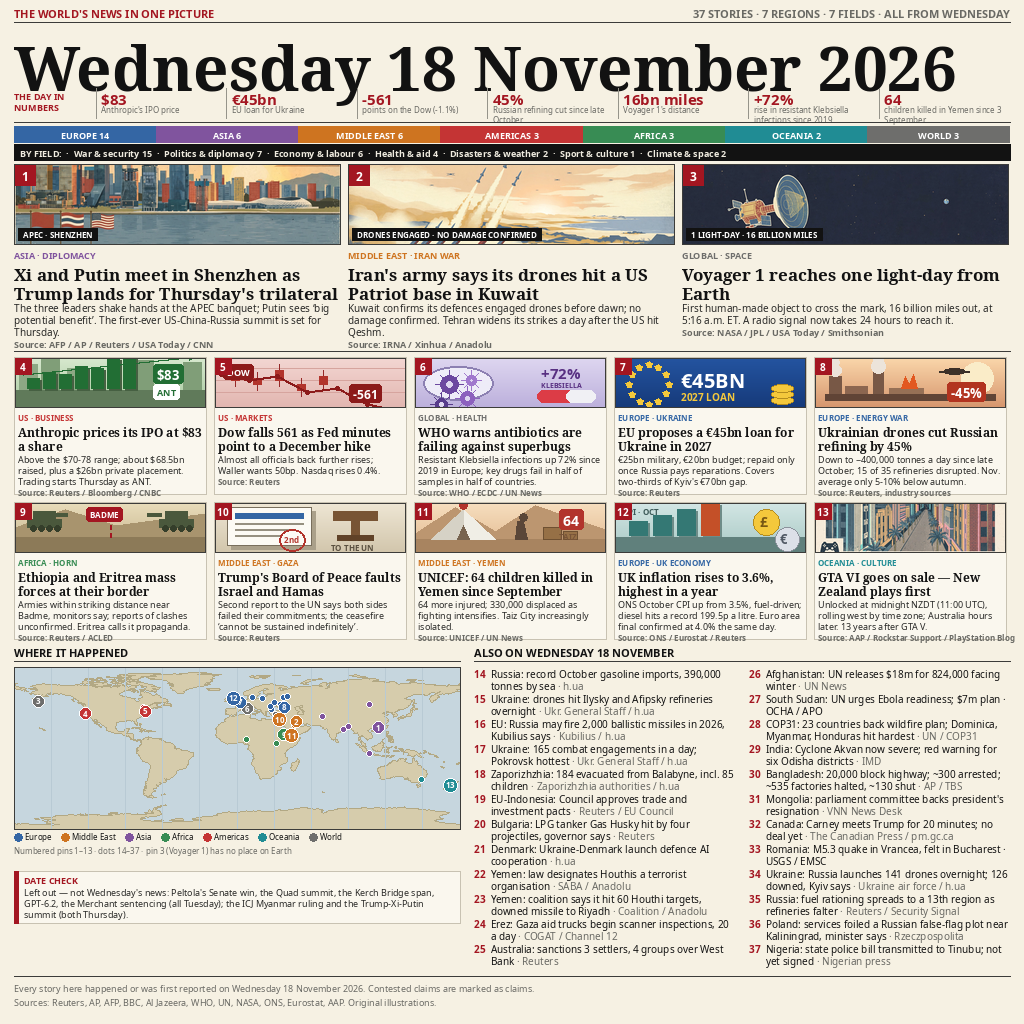 THE WORLD'S NEWS IN ONE PICTURE
37 STORIES · 7 REGIONS · 7 FIELDS · ALL FROM WEDNESDAY
Wednesday 18 November 2026
THE DAY IN
NUMBERS
$83
Anthropic's IPO price
€45bn
EU loan for Ukraine
-561
points on the Dow (-1.1%)
45%
Russian refining cut since late
October
16bn miles
Voyager 1's distance
+72%
rise in resistant Klebsiella
infections since 2019
64
children killed in Yemen since 3
September
EUROPE 14
ASIA 6
MIDDLE EAST 6
AMERICAS 3
AFRICA 3
OCEANIA 2
WORLD 3
BY FIELD: · War & security 15 · Politics & diplomacy 7 · Economy & labour 6 · Health & aid 4 · Disasters & weather 2 · Sport & culture 1 · Climate & space 2
1
APEC · SHENZHEN
ASIA · DIPLOMACY
Xi and Putin meet in Shenzhen as
Trump lands for Thursday's trilateral
The three leaders shake hands at the APEC banquet; Putin sees 'big
potential benefit'. The first-ever US-China-Russia summit is set for
Thursday.
Source: AFP / AP / Reuters / USA Today / CNN
2
DRONES ENGAGED · NO DAMAGE CONFIRMED
MIDDLE EAST · IRAN WAR
Iran's army says its drones hit a US
Patriot base in Kuwait
Kuwait confirms its defences engaged drones before dawn; no
damage confirmed. Tehran widens its strikes a day after the US hit
Qeshm.
Source: IRNA / Xinhua / Anadolu
3
1 LIGHT-DAY · 16 BILLION MILES
GLOBAL · SPACE
Voyager 1 reaches one light-day from
Earth
First human-made object to cross the mark, 16 billion miles out, at
5:16 a.m. ET. A radio signal now takes 24 hours to reach it.
Source: NASA / JPL / USA Today / Smithsonian
4
$83
ANT
US · BUSINESS
Anthropic prices its IPO at $83
a share
Above the $70-78 range; about $68.5bn
raised, plus a $26bn private placement.
Trading starts Thursday as ANT.
Source: Reuters / Bloomberg / CNBC
5
DOW
-561
US · MARKETS
Dow falls 561 as Fed minutes
point to a December hike
Almost all officials back further rises;
Waller wants 50bp. Nasdaq rises 0.4%.
Source: Reuters
6
+72%
KLEBSIELLA
GLOBAL · HEALTH
WHO warns antibiotics are
failing against superbugs
Resistant Klebsiella infections up 72% since
2019 in Europe; key drugs fail in half of
samples in half of countries.
Source: WHO / ECDC / UN News
7
€45BN
2027 LOAN
EUROPE · UKRAINE
EU proposes a €45bn loan for
Ukraine in 2027
€25bn military, €20bn budget; repaid only
once Russia pays reparations. Covers
two-thirds of Kyiv's €70bn gap.
Source: Reuters
8
-45%
EUROPE · ENERGY WAR
Ukrainian drones cut Russian
refining by 45%
Down to ~400,000 tonnes a day since late
October; 15 of 35 refineries disrupted. Nov.
average only 5-10% below autumn.
Source: Reuters, industry sources
9
BADME
AFRICA · HORN
Ethiopia and Eritrea mass
forces at their border
Armies within striking distance near
Badme, monitors say; reports of clashes
unconfirmed. Eritrea calls it propaganda.
Source: Reuters / ACLED
10
2nd
TO THE UN
MIDDLE EAST · GAZA
Trump's Board of Peace faults
Israel and Hamas
Second report to the UN says both sides
failed their commitments; the ceasefire
'cannot be sustained indefinitely'.
Source: Reuters
11
64
MIDDLE EAST · YEMEN
UNICEF: 64 children killed in
Yemen since September
64 more injured; 330,000 displaced as
fighting intensifies. Taiz City increasingly
isolated.
Source: UNICEF / UN News
12
PI · OCT
£
€
EUROPE · UK ECONOMY
UK inflation rises to 3.6%,
highest in a year
ONS October CPI up from 3.5%, fuel-driven;
diesel hits a record 199.5p a litre. Euro area
final confirmed at 4.0% the same day.
Source: ONS / Eurostat / Reuters
13
OCEANIA · CULTURE
GTA VI goes on sale — New
Zealand plays first
Unlocked at midnight NZDT (11:00 UTC),
rolling west by time zone; Australia hours
later. 13 years after GTA V.
Source: AAP / Rockstar Support / PlayStation Blog
WHERE IT HAPPENED
3
4
5
12
6
8
10
2
9
11
1
13
Europe
Middle East
Asia
Africa
Americas
Oceania
World
Numbered pins 1–13 · dots 14–37 · pin 3 (Voyager 1) has no place on Earth
DATE CHECK
Left out — not Wednesday's news: Peltola's Senate win, the Quad summit, the Kerch Bridge span,
GPT-6.2, the Merchant sentencing (all Tuesday); the ICJ Myanmar ruling and the Trump-Xi-Putin
summit (both Thursday).
ALSO ON WEDNESDAY 18 NOVEMBER
14 Russia: record October gasoline imports, 390,000
tonnes by sea · h.ua
15 Ukraine: drones hit Ilysky and Afipsky refineries
overnight · Ukr. General Staff / h.ua
16 EU: Russia may fire 2,000 ballistic missiles in 2026,
Kubilius says · Kubilius / h.ua
17 Ukraine: 165 combat engagements in a day;
Pokrovsk hottest · Ukr. General Staff / h.ua
18 Zaporizhzhia: 184 evacuated from Balabyne, incl. 85
children · Zaporizhzhia authorities / h.ua
19 EU-Indonesia: Council approves trade and
investment pacts · Reuters / EU Council
20 Bulgaria: LPG tanker Gas Husky hit by four
projectiles, governor says · Reuters
21 Denmark: Ukraine-Denmark launch defence AI
cooperation · h.ua
22 Yemen: law designates Houthis a terrorist
organisation · SABA / Anadolu
23 Yemen: coalition says it hit 60 Houthi targets,
downed missile to Riyadh · Coalition / Anadolu
24 Erez: Gaza aid trucks begin scanner inspections, 20
a day · COGAT / Channel 12
25 Australia: sanctions 3 settlers, 4 groups over West
Bank · Reuters
26 Afghanistan: UN releases $18m for 824,000 facing
winter · UN News
27 South Sudan: UN urges Ebola readiness; $7m plan ·
OCHA / APO
28 COP31: 23 countries back wildfire plan; Dominica,
Myanmar, Honduras hit hardest · UN / COP31
29 India: Cyclone Akvan now severe; red warning for
six Odisha districts · IMD
30 Bangladesh: 20,000 block highway; ~300 arrested;
~535 factories halted, ~130 shut · AP / TBS
31 Mongolia: parliament committee backs president's
resignation · VNN News Desk
32 Canada: Carney meets Trump for 20 minutes; no
deal yet · The Canadian Press / pm.gc.ca
33 Romania: M5.3 quake in Vrancea, felt in Bucharest ·
USGS / EMSC
34 Ukraine: Russia launches 141 drones overnight; 126
downed, Kyiv says · Ukraine air force / h.ua
35 Russia: fuel rationing spreads to a 13th region as
refineries falter · Reuters / Security Signal
36 Poland: services foiled a Russian false-flag plot near
Kaliningrad, minister says · Rzeczpospolita
37 Nigeria: state police bill transmitted to Tinubu; not
yet signed · Nigerian press
Every story here happened or was first reported on Wednesday 18 November 2026. Contested claims are marked as claims.
Sources: Reuters, AP, AFP, BBC, Al Jazeera, WHO, UN, NASA, ONS, Eurostat, AAP. Original illustrations.